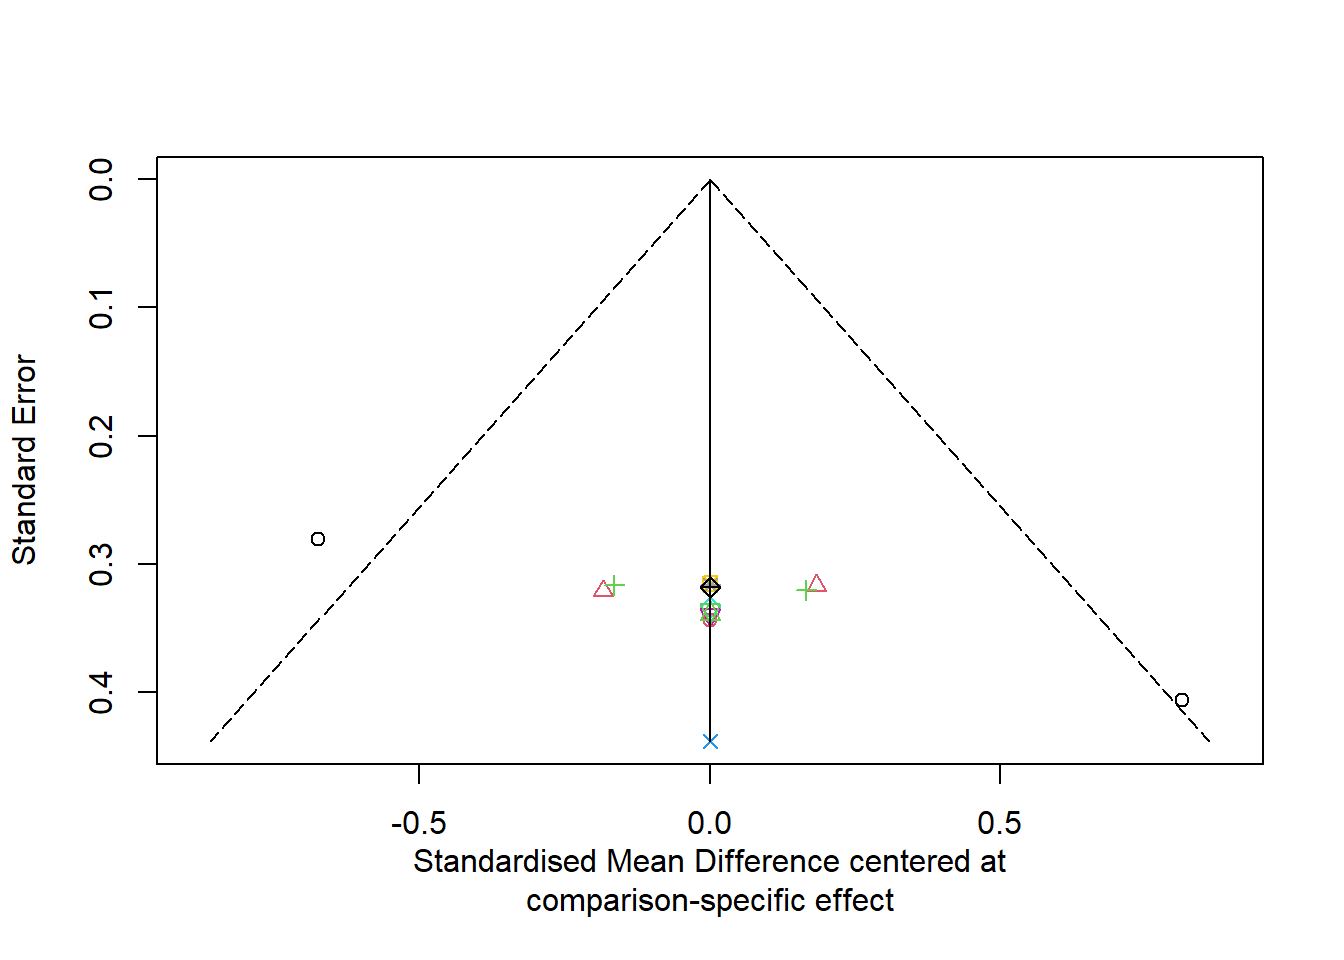 0.0
0.1
0.2
0.3
0.4
Standard Error
-0.5 0.0 0.5
Standardised Mean Difference centered at
comparison-specific effect